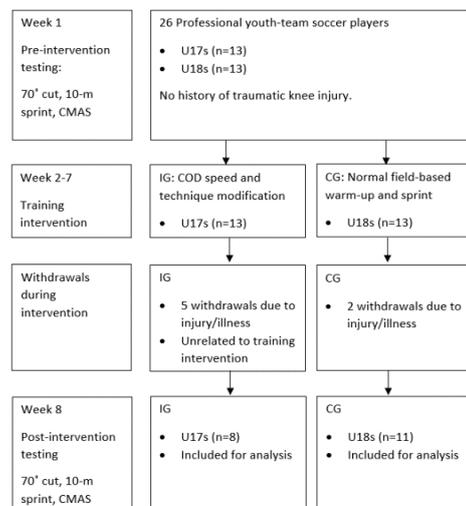 Week 1
Pre-intervention
testing:
70˚ cut, 10-m
sprint, CMAS
26 Professional youth-team soccer players
• U17s (n=13)
• U18s (n=13)
No history of traumatic knee injury.
Week 2-7
Training
intervention
IG: COD speed and
technique modification
• U17s (n=13)
CG: Normal field-based
warm-up and sprint
• U18s (n=13)
Withdrawals
during
intervention
IG
• 5 withdrawals due to
injury/illness
• Unrelated to training
intervention
CG
• 2 withdrawals due to
injury/illness
Week 8
Post-intervention
testing
70˚ cut, 10-m
sprint, CMAS
IG
• U17s (n=8)
• Included for analysis
CG
• U18s (n=11)
• Included for analysis